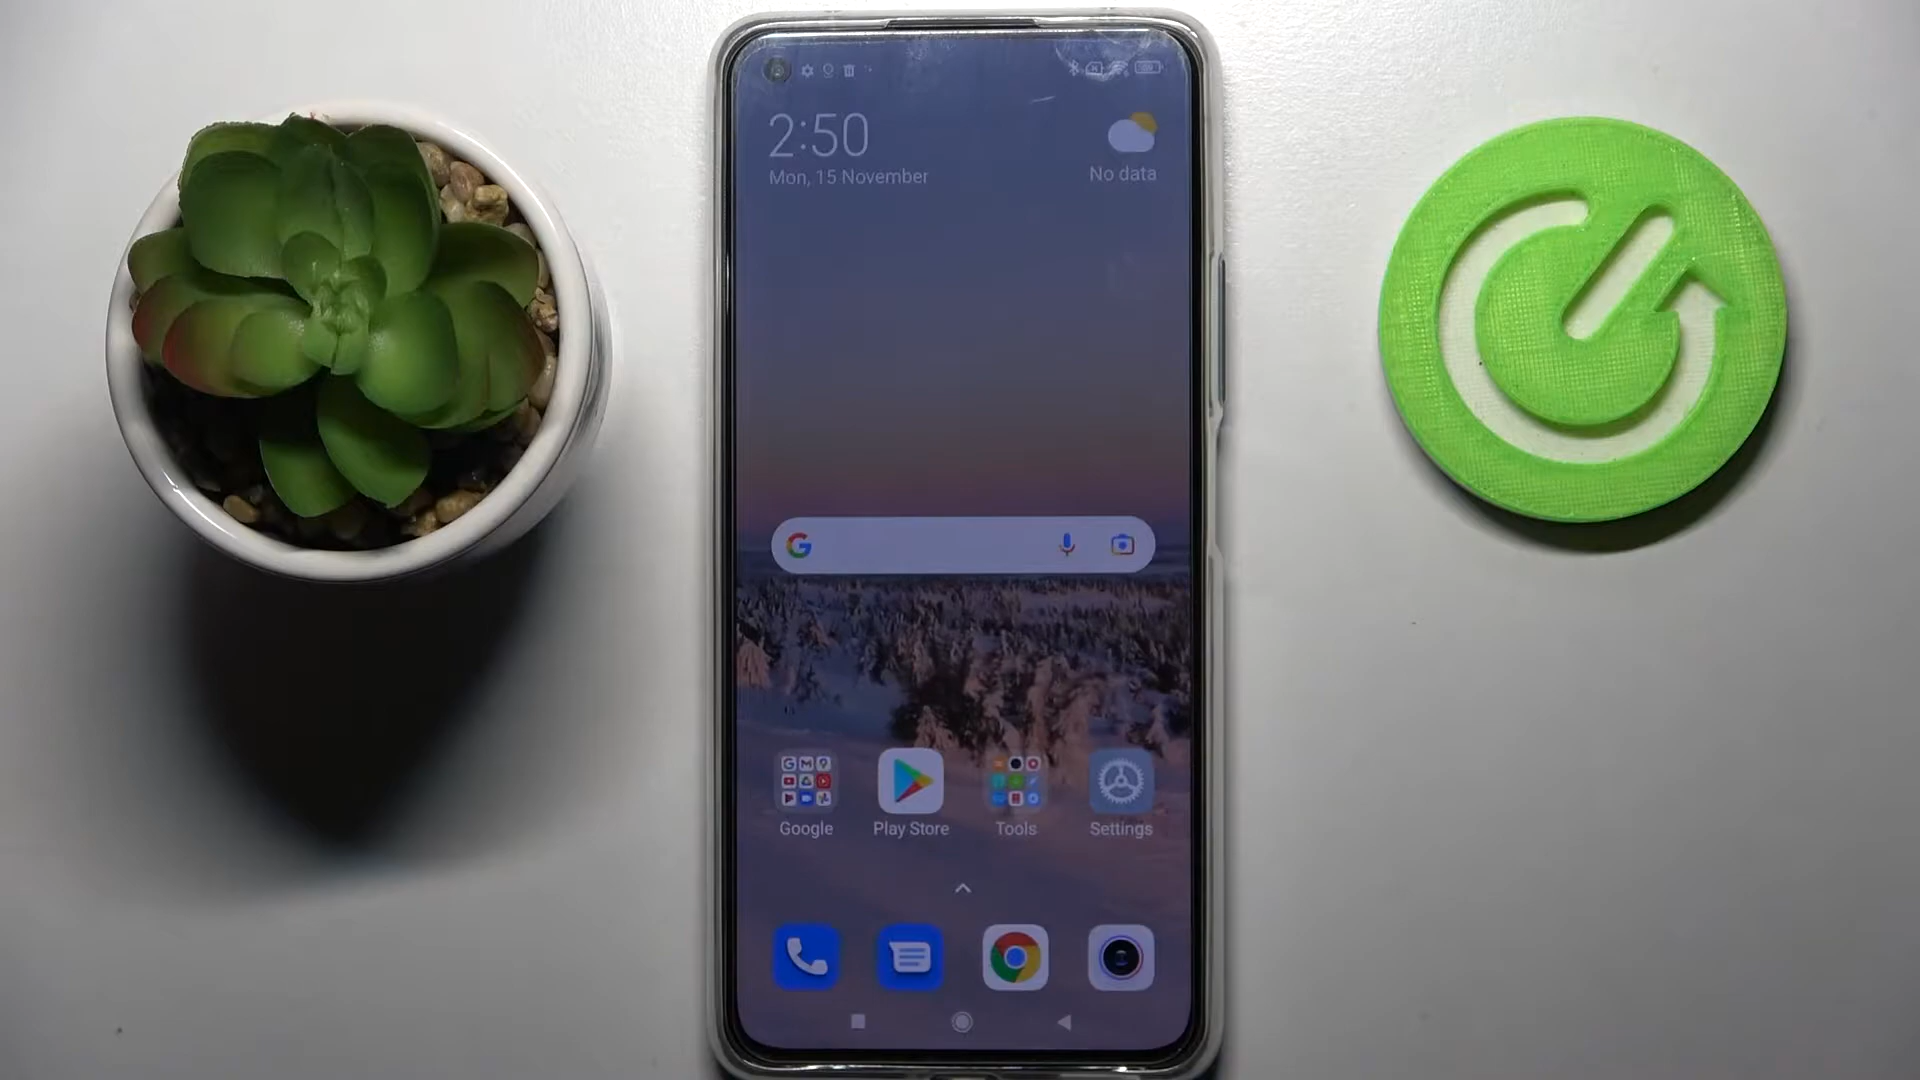 2:50
Mon, 15 November
No data
Google
Play Store
Tools
Settings